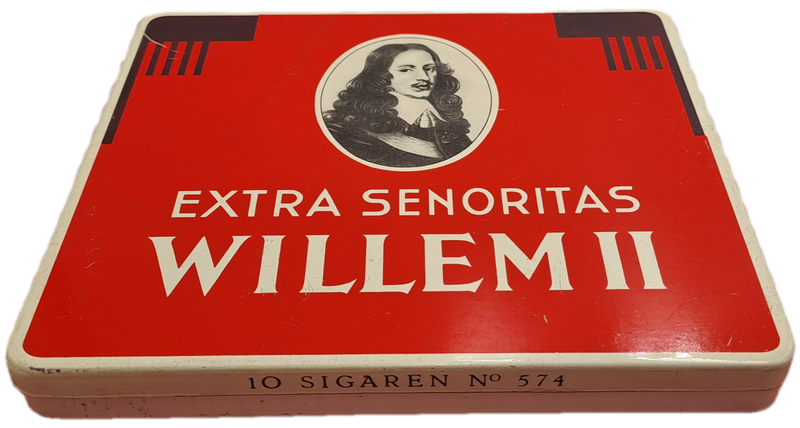 EXTRA SENORITAS
WILLEM II
10 SIGAREN Nº 574